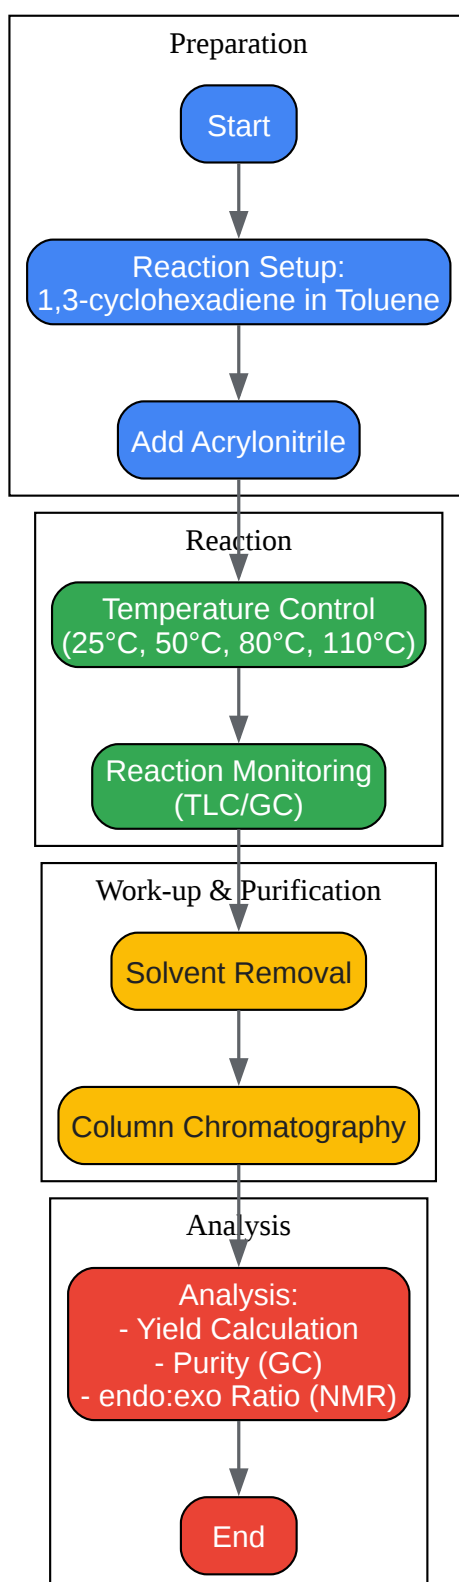 Preparation
Start
Reaction Setup:
1,3-cyclohexadiene in Toluene
Add Acrylonitrile
Reaction
Temperature Control
(25°C, 50°C, 80°C, 110°C)
Reaction Monitoring
(TLC/GC)
Work-up & Purification
Solvent Removal
Column Chromatography
Analysis
Analysis:
- Yield Calculation
- Purity (GC)
- endo:exo Ratio (NMR)
End